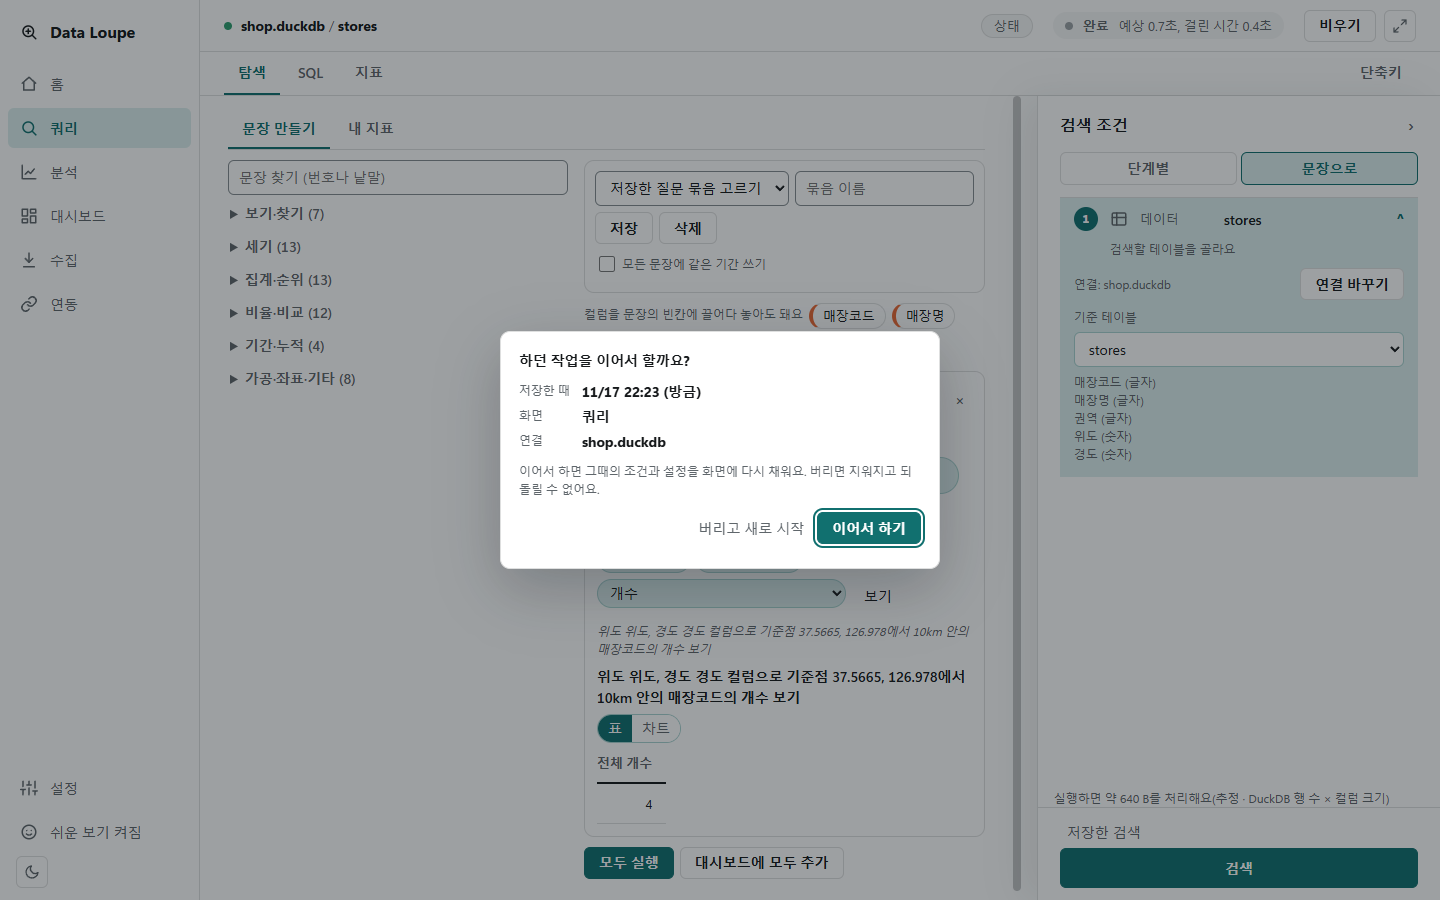 Data Loupe
홈
쿼리
분석
대시보드
수집
연동
설정
쉬운 보기 켜짐
shop.duckdb / stores
상태
완료 예상 0.7초, 걸린 시간 0.4초
비우기
탐색 SQL 지표
단축키
문장 만들기 내 지표
문장 찾기 (번호나 낱말)
▶ 보기·찾기 (7)
▶ 세기 (13)
▶ 집계·순위 (13)
▶ 비율·비교 (12)
▶ 기간·누적 (4)
▶ 가공·좌표·기타 (8)
저장한 질문 묶음 고르기 묶음 이름
저장 삭제
모든 문장에 같은 기간 쓰기
컬럼을 문장의 빈칸에 끌어다 놓아도 돼요 매장코드 매장명
×
하던 작업을 이어서 할까요?
저장한 때 11/17 22:23 (방금)
화면 쿼리
연결 shop.duckdb
이어서 하면 그때의 조건과 설정을 화면에 다시 채워요. 버리면 지워지고 되
돌릴 수 없어요.
버리고 새로 시작 이어서 하기
개수 보기
위도 위도, 경도 경도 컬럼으로 기준점 37.5665, 126.978에서 10km 안의
매장코드의 개수 보기
위도 위도, 경도 경도 컬럼으로 기준점 37.5665, 126.978에서
10km 안의 매장코드의 개수 보기
표 차트
전체 개수
4
모두 실행 대시보드에 모두 추가
검색 조건 ›
단계별 문장으로
1 데이터 stores ^
검색할 테이블을 골라요
연결: shop.duckdb 연결 바꾸기
기준 테이블
stores
매장코드 (글자)
매장명 (글자)
권역 (글자)
위도 (숫자)
경도 (숫자)
실행하면 약 640 B를 처리해요(추정 · DuckDB 행 수 × 컬럼 크기)
저장한 검색
검색